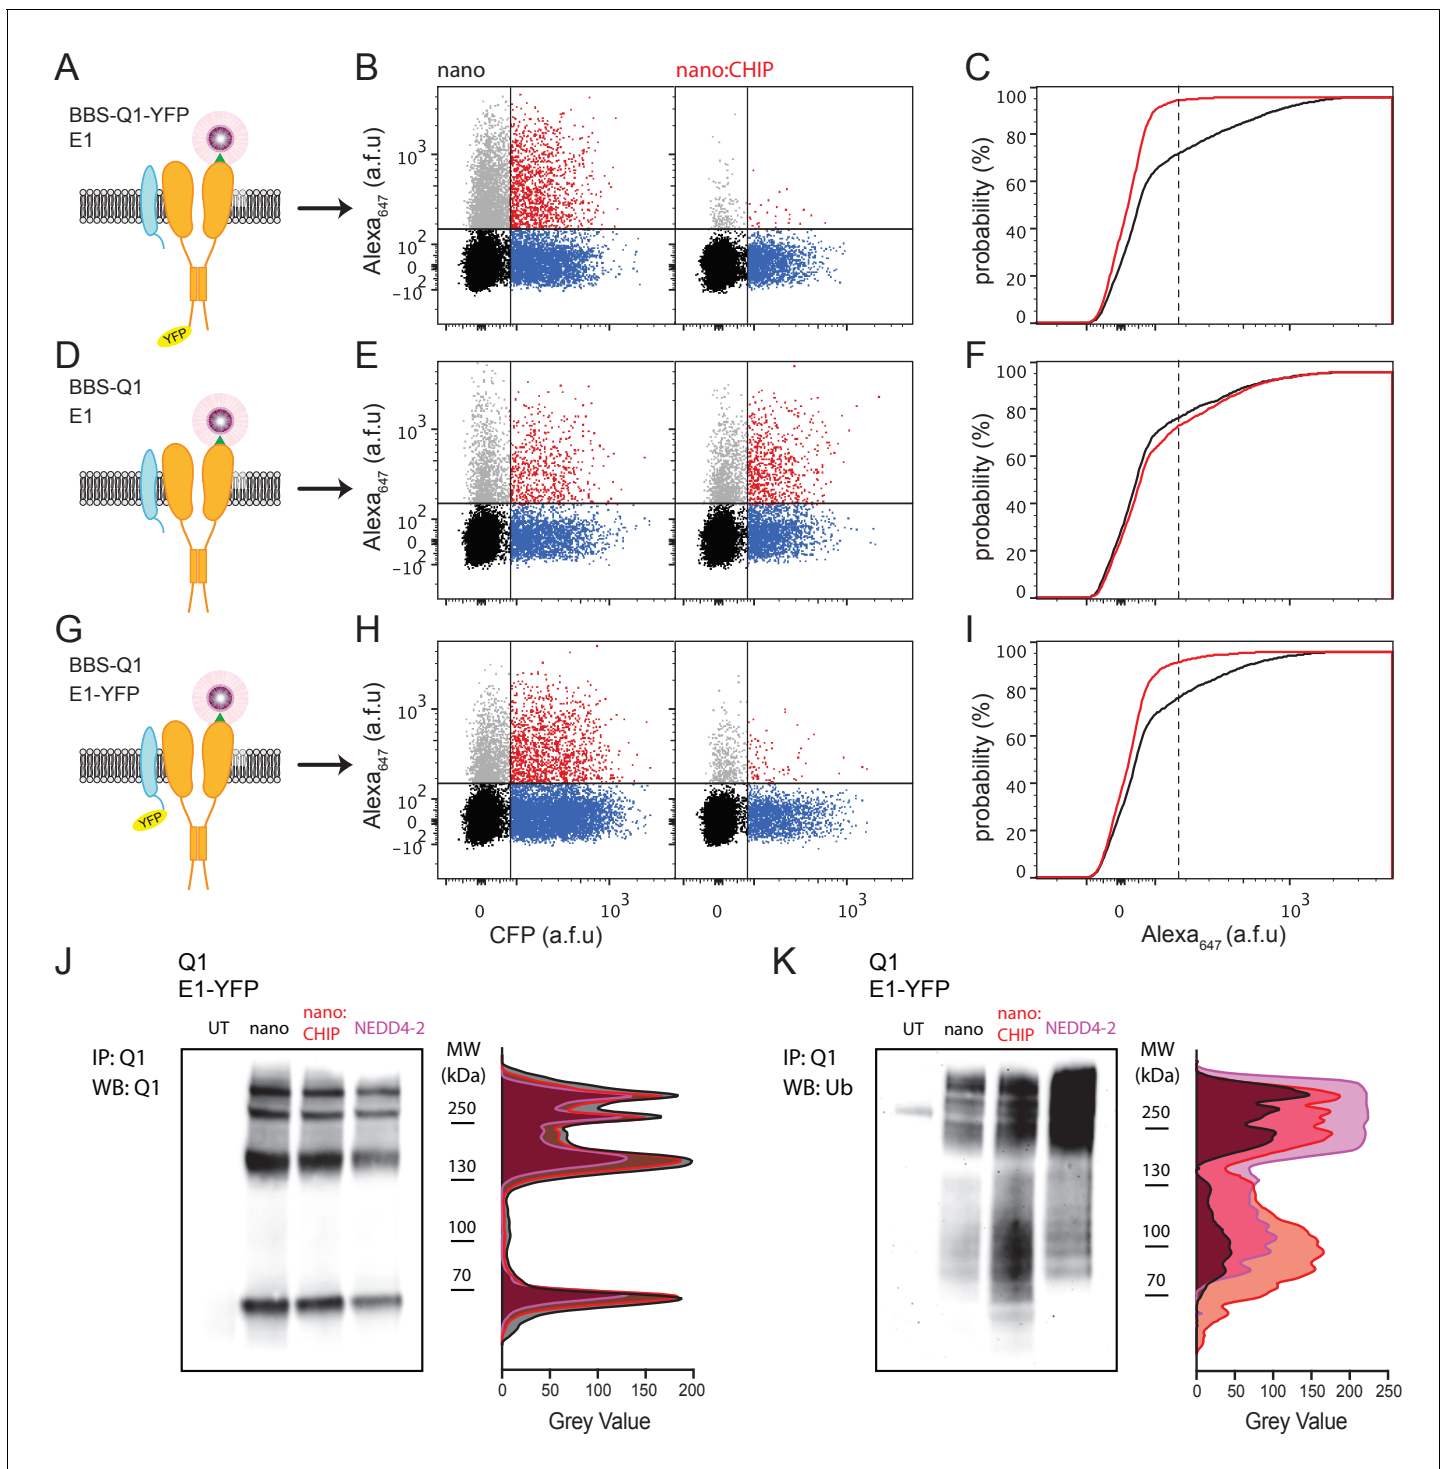 A
BBS-Q1-YFP
E1
YFP
B
nano
nano:CHIP
Alexa647 (a.f.u)
10^3
10^2
0
−10^2
C
probability (%)
100
80
60
40
20
0
D
BBS-Q1
E1
E
Alexa647 (a.f.u)
10^3
10^2
0
−10^2
F
probability (%)
100
80
60
40
20
0
G
BBS-Q1
E1-YFP
YFP
H
Alexa647 (a.f.u)
10^3
10^2
0
−10^2
0 10^3 0 10^3
CFP (a.f.u)
I
probability (%)
100
80
60
40
20
0
0 10^3
Alexa647 (a.f.u)
J
Q1
E1-YFP
UT nano nano:CHIP NEDD4-2
IP: Q1
WB: Q1
MW
(kDa)
250
130
100
70
0 50 100 150 200
Grey Value
K
Q1
E1-YFP
UT nano nano:CHIP NEDD4-2
IP: Q1
WB: Ub
MW
(kDa)
250
130
100
70
0 50 100 150 200 250
Grey Value